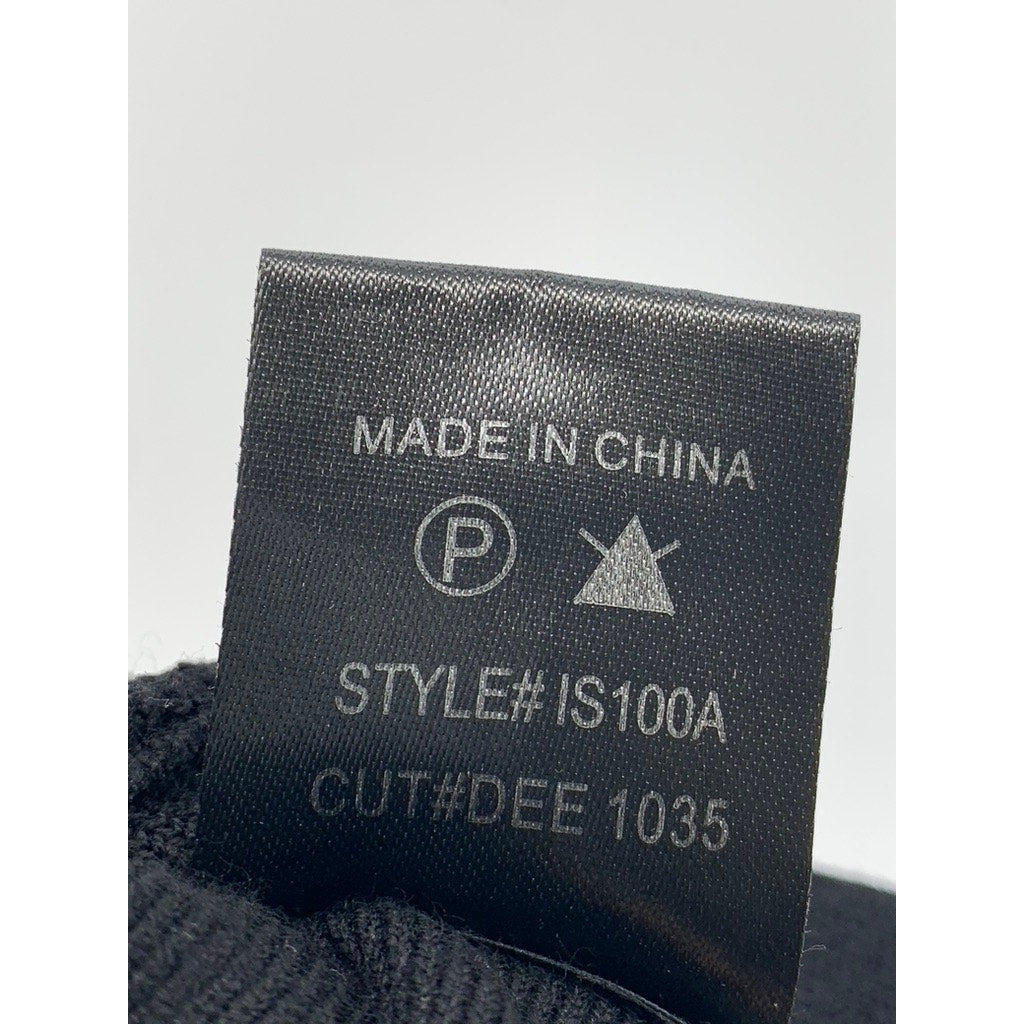 MADE IN CHINA
P
STYLE# IS100A
CUT#DEE 1035